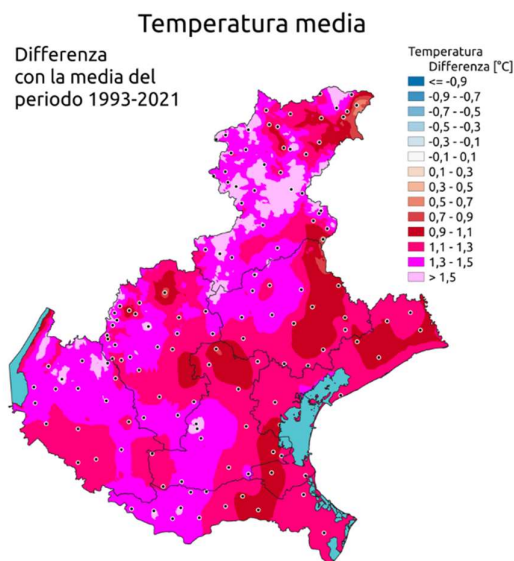 Temperatura media
Differenza
con la media del
periodo 1993-2021
Temperatura
Differenza [°C]
<= -0,9
-0,9 - -0,7
-0,7 - -0,5
-0,5 - -0,3
-0,3 - -0,1
-0,1 - 0,1
0,1 - 0,3
0,3 - 0,5
0,5 - 0,7
0,7 - 0,9
0,9 - 1,1
1,1 - 1,3
1,3 - 1,5
> 1,5